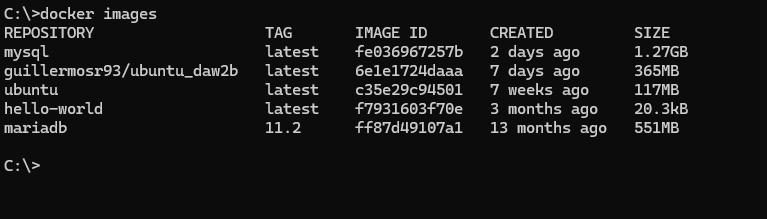 C:\>docker images
REPOSITORY TAG IMAGE ID CREATED SIZE
mysql latest fe036967257b 2 days ago 1.27GB
guillermosr93/ubuntu_daw2b latest 6e1e1724daaa 7 days ago 365MB
ubuntu latest c35e29c94501 7 weeks ago 117MB
hello-world latest f7931603f70e 3 months ago 20.3kB
mariadb 11.2 ff87d49107a1 13 months ago 551MB
C:\>